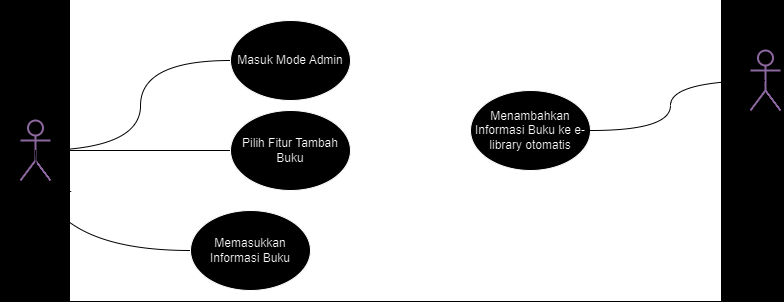 Masuk Mode Admin
Pilih Fitur Tambah
Buku
Memasukkan
Informasi Buku
Menambahkan
Informasi Buku ke e-
library otomatis